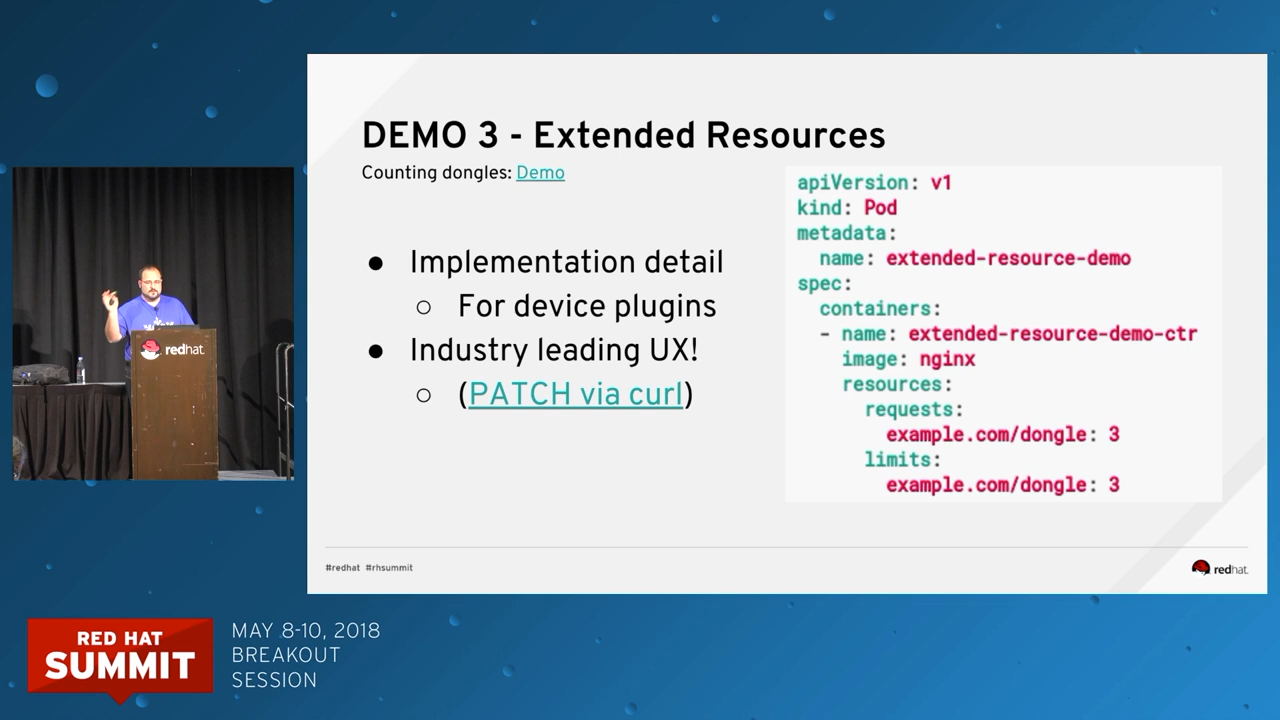 DEMO 3 - Extended Resources
Counting dongles: Demo
● Implementation detail
○ For device plugins
● Industry leading UX!
○ (PATCH via curl)
apiVersion: v1
kind: Pod
metadata:
  name: extended-resource-demo
spec:
  containers:
  - name: extended-resource-demo-ctr
    image: nginx
    resources:
      requests:
        example.com/dongle: 3
      limits:
        example.com/dongle: 3
#redhat #rhsummit
redhat.
redhat.
RED HAT
SUMMIT
MAY 8-10, 2018
BREAKOUT
SESSION